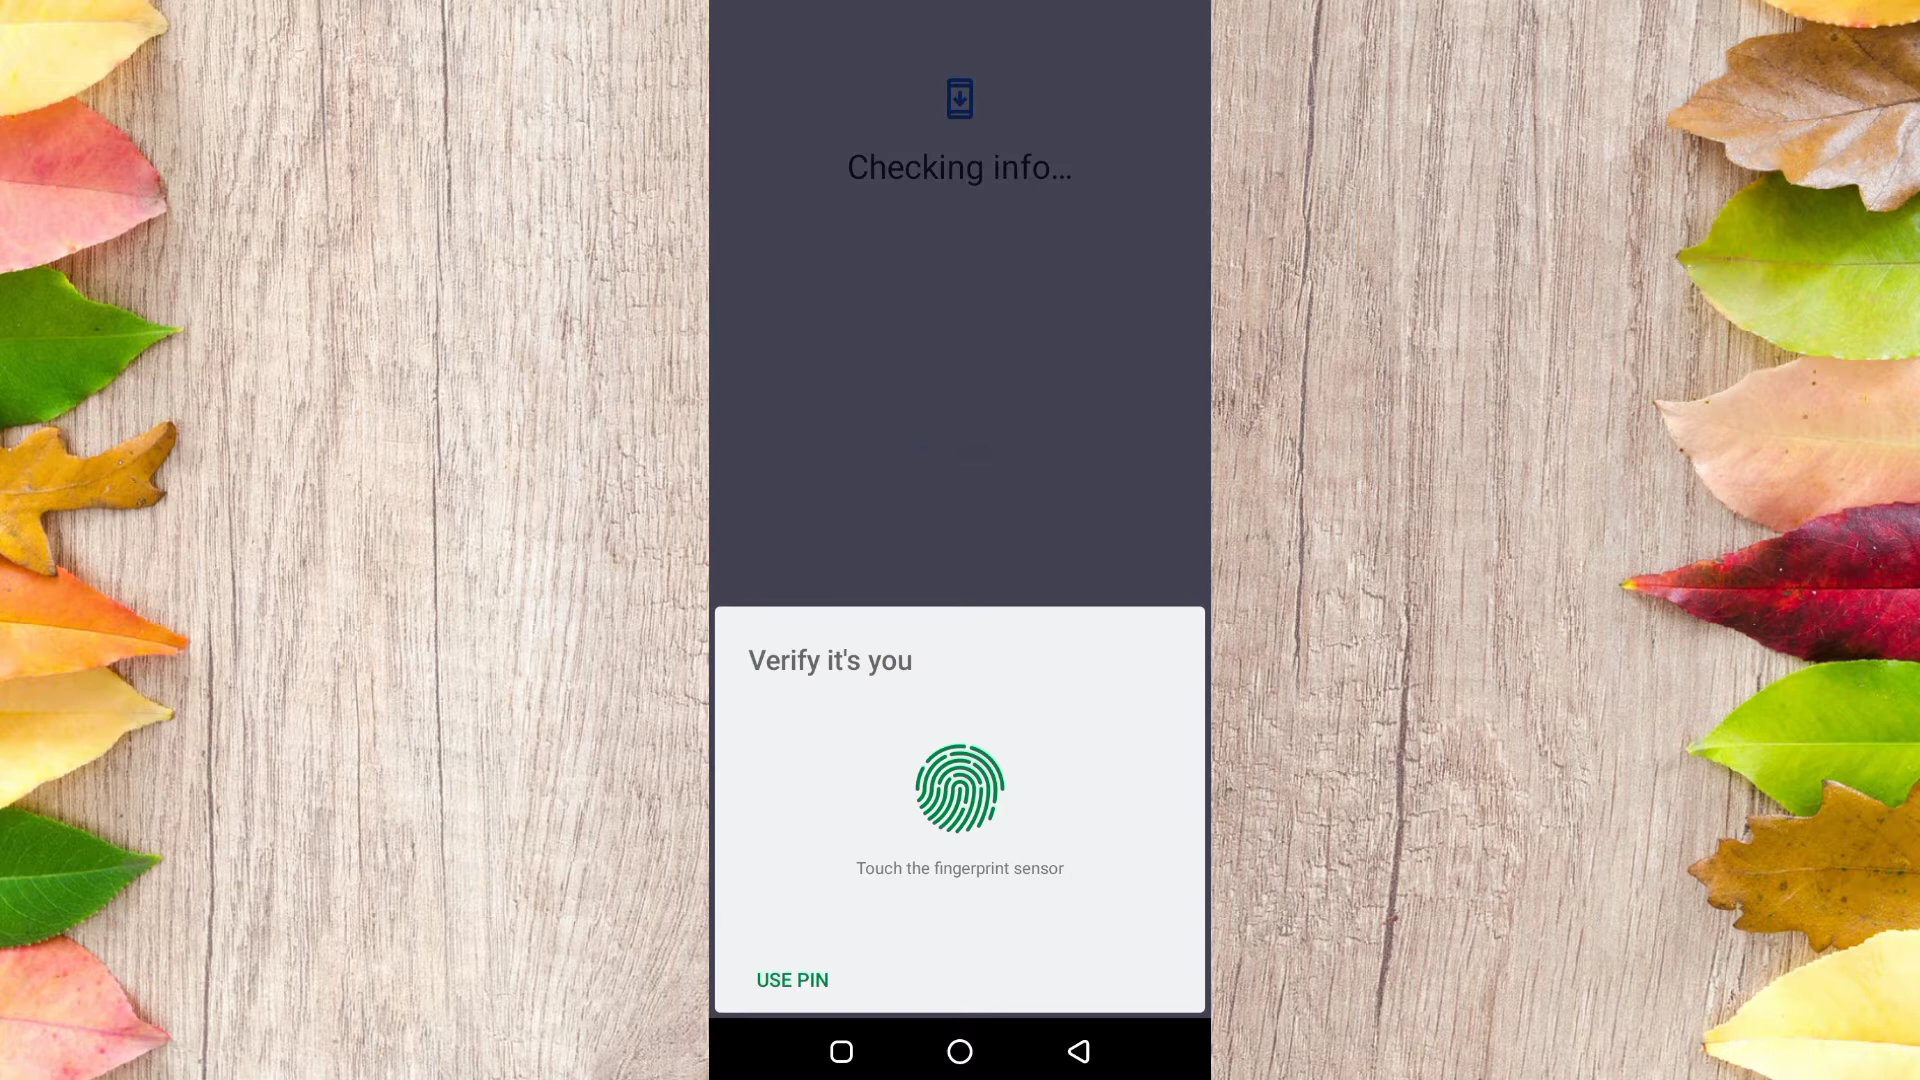 Checking info...
Verify it's you
Touch the fingerprint sensor
USE PIN